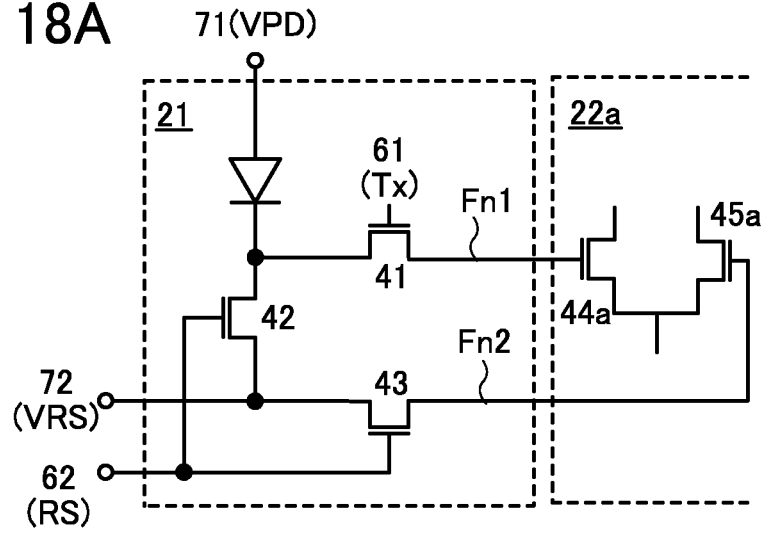 18A
71(VPD)
21
22a
61
(Tx)
Fn1
45a
41
42
44a
Fn2
43
72
(VRS)
62
(RS)